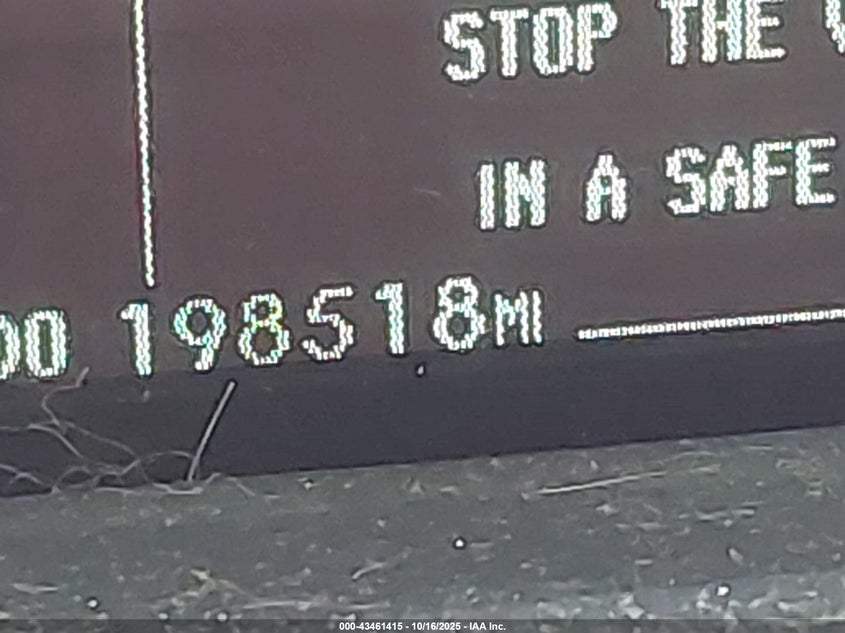 STOP THE
IN A SAFE
198518MI
000-43461415 - 10/16/2025 - IAA Inc.